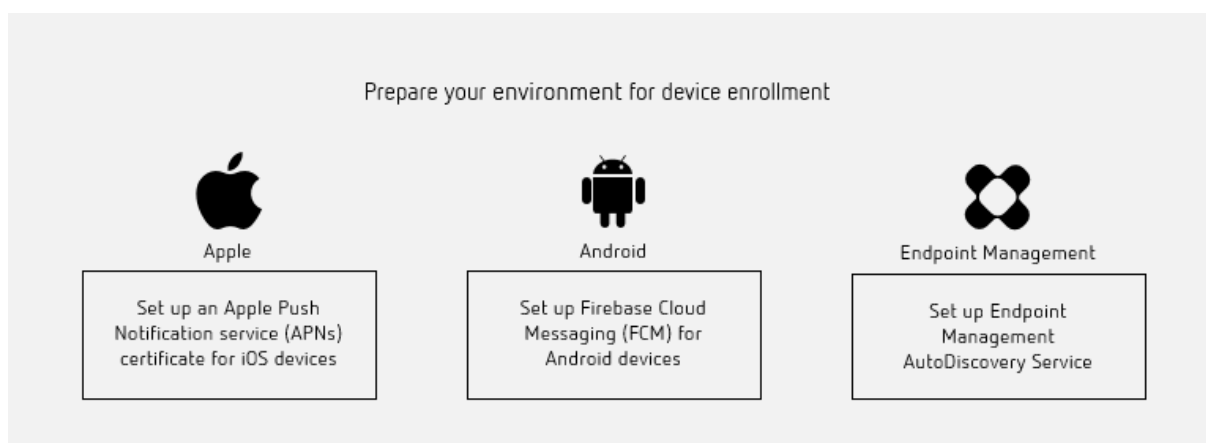 Prepare your environment for device enrollment
Apple
Set up an Apple Push
Notification service (APNs)
certificate for iOS devices
Android
Set up Firebase Cloud
Messaging (FCM) for
Android devices
Endpoint Management
Set up Endpoint
Management
AutoDiscovery Service